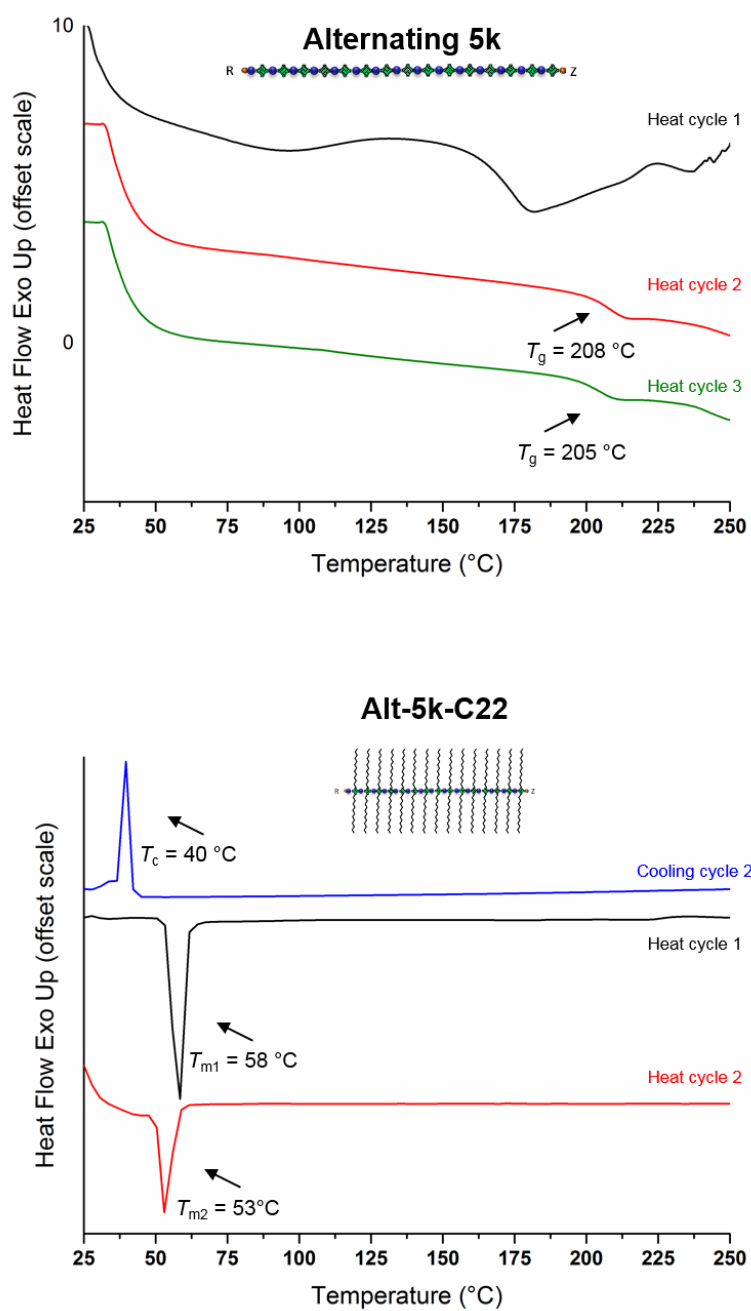 Alternating 5k
10
R
Z
Heat cycle 1
Heat cycle 2
Tg = 208 °C
0
Heat cycle 3
Tg = 205 °C
Heat Flow Exo Up (offset scale)
25 50 75 100 125 150 175 200 225 250
Temperature (°C)
Alt-5k-C22
R
Z
Tc = 40 °C
Cooling cycle 2
Heat cycle 1
Tm1 = 58 °C
Heat cycle 2
Tm2 = 53°C
Heat Flow Exo Up (offset scale)
25 50 75 100 125 150 175 200 225 250
Temperature (°C)